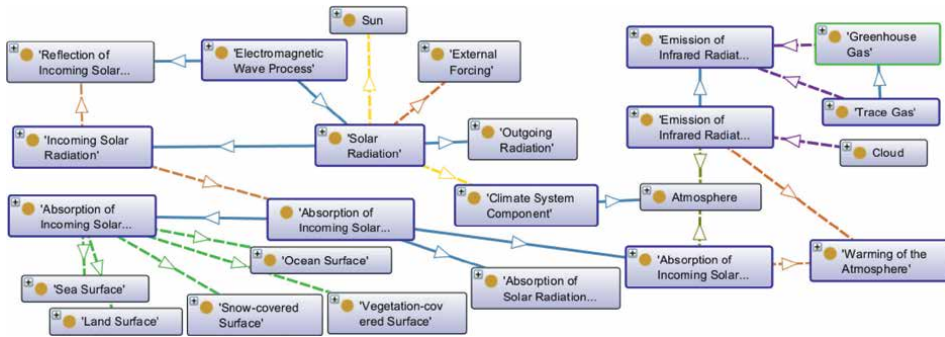 Sun
'Reflection of
Incoming Solar...
'Electromagnetic
Wave Process'
'External
Forcing'
'Emission of
Infrared Radiat...
'Greenhouse
Gas'
'Trace Gas'
'Incoming Solar
Radiation'
'Solar
Radiation'
'Outgoing
Radiation'
'Emission of
Infrared Radiat...
Cloud
'Absorption of
Incoming Solar...
'Absorption of
Incoming Solar...
'Climate System
Component'
Atmosphere
'Ocean Surface'
'Absorption of
Solar Radiation...
'Absorption of
Incoming Solar...
'Warming of the
Atmosphere'
'Sea Surface'
'Land Surface'
'Snow-covered
Surface'
'Vegetation-cov
ered Surface'